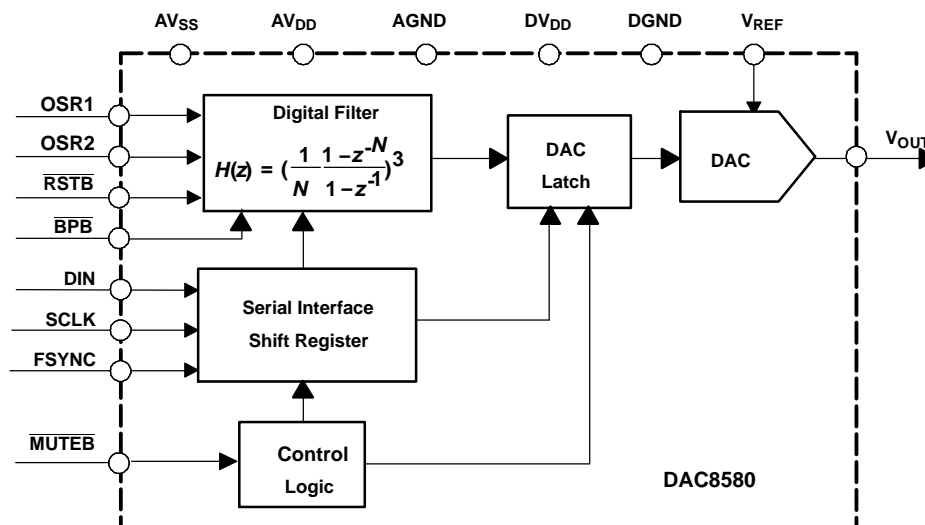 AVSS AVDD AGND DVDD DGND VREF
OSR1
OSR2
RSTB
BPB
DIN
SCLK
FSYNC
MUTEB
Digital Filter
H(z) = (1/N 1−z^-N/1−z^-1)^3
DAC
Latch
DAC
VOUT
Serial Interface
Shift Register
Control
Logic
DAC8580